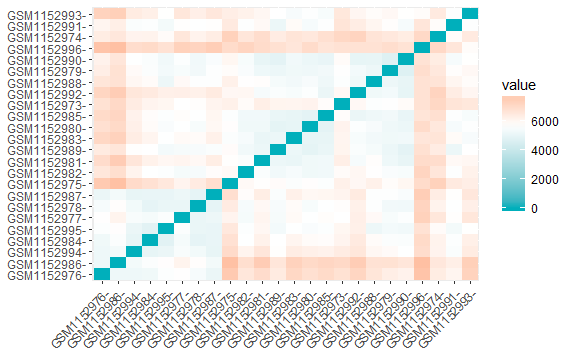 GSM1152993-
GSM1152991-
GSM1152974-
GSM1152996-
GSM1152990-
GSM1152979-
GSM1152988-
GSM1152992-
GSM1152973-
GSM1152985-
GSM1152980-
GSM1152983-
GSM1152989-
GSM1152981-
GSM1152982-
GSM1152975-
GSM1152987-
GSM1152978-
GSM1152977-
GSM1152995-
GSM1152984-
GSM1152994-
GSM1152986-
GSM1152976-
GSM1152976-
GSM1152986-
GSM1152994-
GSM1152984-
GSM1152995-
GSM1152977-
GSM1152978-
GSM1152987-
GSM1152975-
GSM1152982-
GSM1152981-
GSM1152989-
GSM1152983-
GSM1152980-
GSM1152985-
GSM1152973-
GSM1152992-
GSM1152988-
GSM1152979-
GSM1152990-
GSM1152996-
GSM1152974-
GSM1152991-
GSM1152993-
value
6000
4000
2000
0